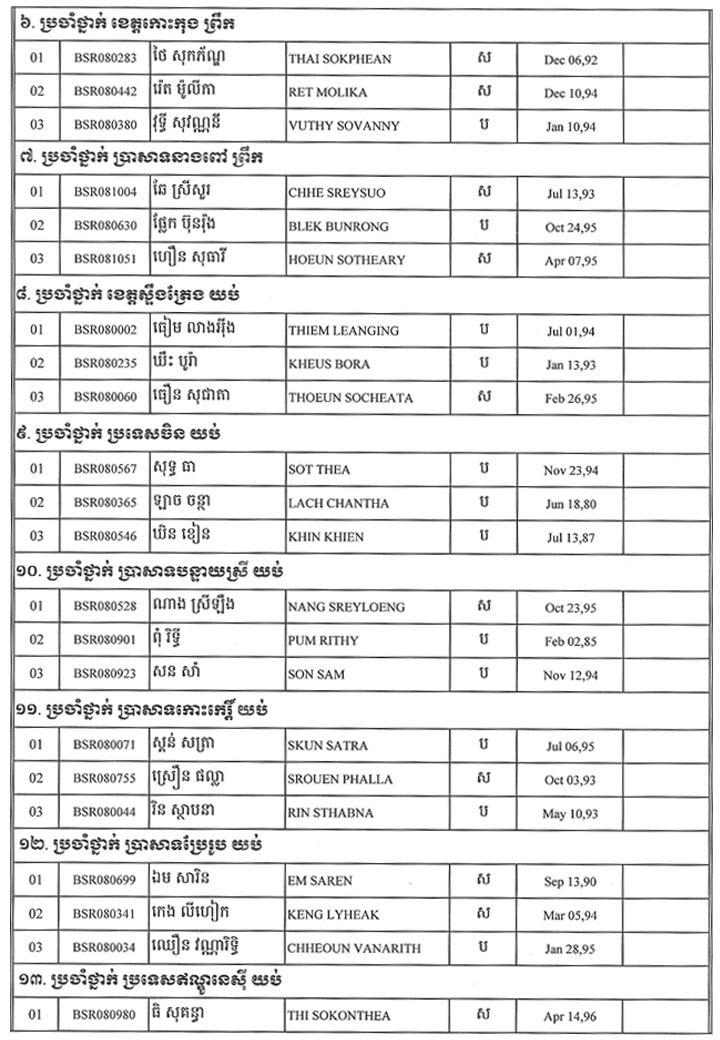 ៦. ប្រចាំថ្នាក់ ខេត្តកោះកុង ព្រឹក
01 BSR080283 ថៃ សុកភ័ណ្ឌ THAI SOKPHEAN ស Dec 06,92
02 BSR080442 រ៉េត ម៉ូលីកា RET MOLIKA ស Dec 10,94
03 BSR080380 វុទ្ធី សុវណ្ណនី VUTHY SOVANNY ប Jan 10,94
៧. ប្រចាំថ្នាក់ ប្រាសាទនាងពៅ ព្រឹក
01 BSR081004 ឆែ ស្រីសួរ CHHE SREYSUO ស Jul 13,93
02 BSR080630 ផ្លែក ប៊ុនរ៉ុង BLEK BUNRONG ប Oct 24,95
03 BSR081051 ហឿន សុធារី HOEUN SOTHEARY ស Apr 07,95
៨. ប្រចាំថ្នាក់ ខេត្តស្ទឹងត្រែង យប់
01 BSR080002 ធៀម លាងអ៊ីង THIEM LEANGING ប Jul 01,94
02 BSR080235 ឃឹះ បូរ៉ា KHEUS BORA ប Jan 13,93
03 BSR080060 ធឿន សុជាតា THOEUN SOCHEATA ស Feb 26,95
៩. ប្រចាំថ្នាក់ ប្រទេសចិន យប់
01 BSR080567 សុទ្ធ ធា SOT THEA ប Nov 23,94
02 BSR080365 ឡាច ចន្ថា LACH CHANTHA ប Jun 18,80
03 BSR080546 ឃិន ខៀន KHIN KHIEN ប Jul 13,87
១០. ប្រចាំថ្នាក់ ប្រាសាទបន្ទាយស្រី យប់
01 BSR080528 ណាង ស្រីឡឹង NANG SREYLOENG ស Oct 23,95
02 BSR080901 ពុំ រិទ្ធី PUM RITHY ប Feb 02,85
03 BSR080923 សន សាំ SON SAM ប Nov 12,94
១១. ប្រចាំថ្នាក់ ប្រាសាទកោះកេរ្តិ៍ យប់
01 BSR080071 ស្គន់ សត្រា SKUN SATRA ប Jul 06,95
02 BSR080755 ស្រឿន ផល្លា SROUEN PHALLA ស Oct 03,93
03 BSR080044 រិន ស្ថាបនា RIN STHABNA ប May 10,93
១២. ប្រចាំថ្នាក់ ប្រាសាទប្រែរូប យប់
01 BSR080699 ឯម សារិន EM SAREN ស Sep 13,90
02 BSR080341 កេង លីហៀក KENG LYHEAK ស Mar 05,94
03 BSR080034 ឈឿន វណ្ណារិទ្ធិ CHHEOUN VANARITH ប Jan 28,95
១៣. ប្រចាំថ្នាក់ ប្រទេសឥណ្ឌូនេស៊ី យប់
01 BSR080980 ធិ សុគន្ធា THI SOKONTHEA ស Apr 14,96